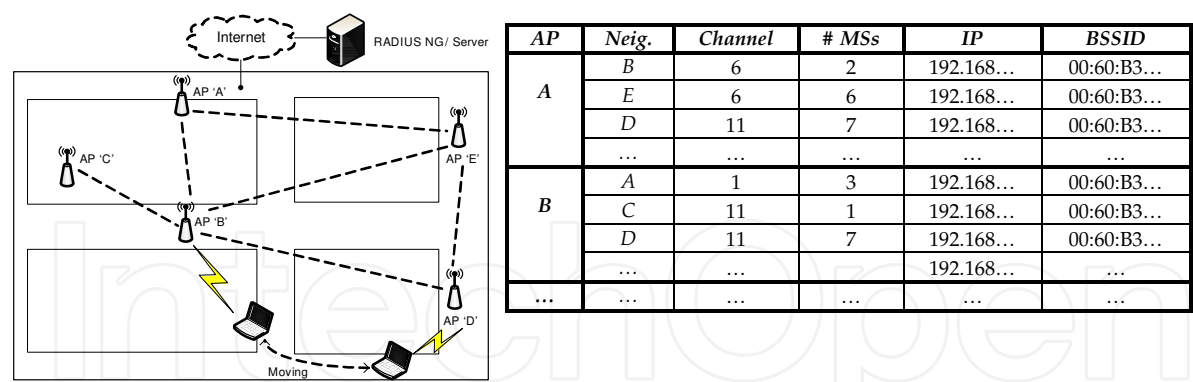 Internet
RADIUS NG/ Server
AP 'A'
AP 'C'
AP 'E'
AP 'B'
AP 'D'
Moving
AP Neig. Channel # MSs IP BSSID
A B 6 2 192.168… 00:60:B3…
E 6 6 192.168… 00:60:B3…
D 11 7 192.168… 00:60:B3…
… … … … …
B A 1 3 192.168… 00:60:B3…
C 11 1 192.168… 00:60:B3…
D 11 7 192.168… 00:60:B3…
… … 192.168… …
… … … … … …
IntechOpen